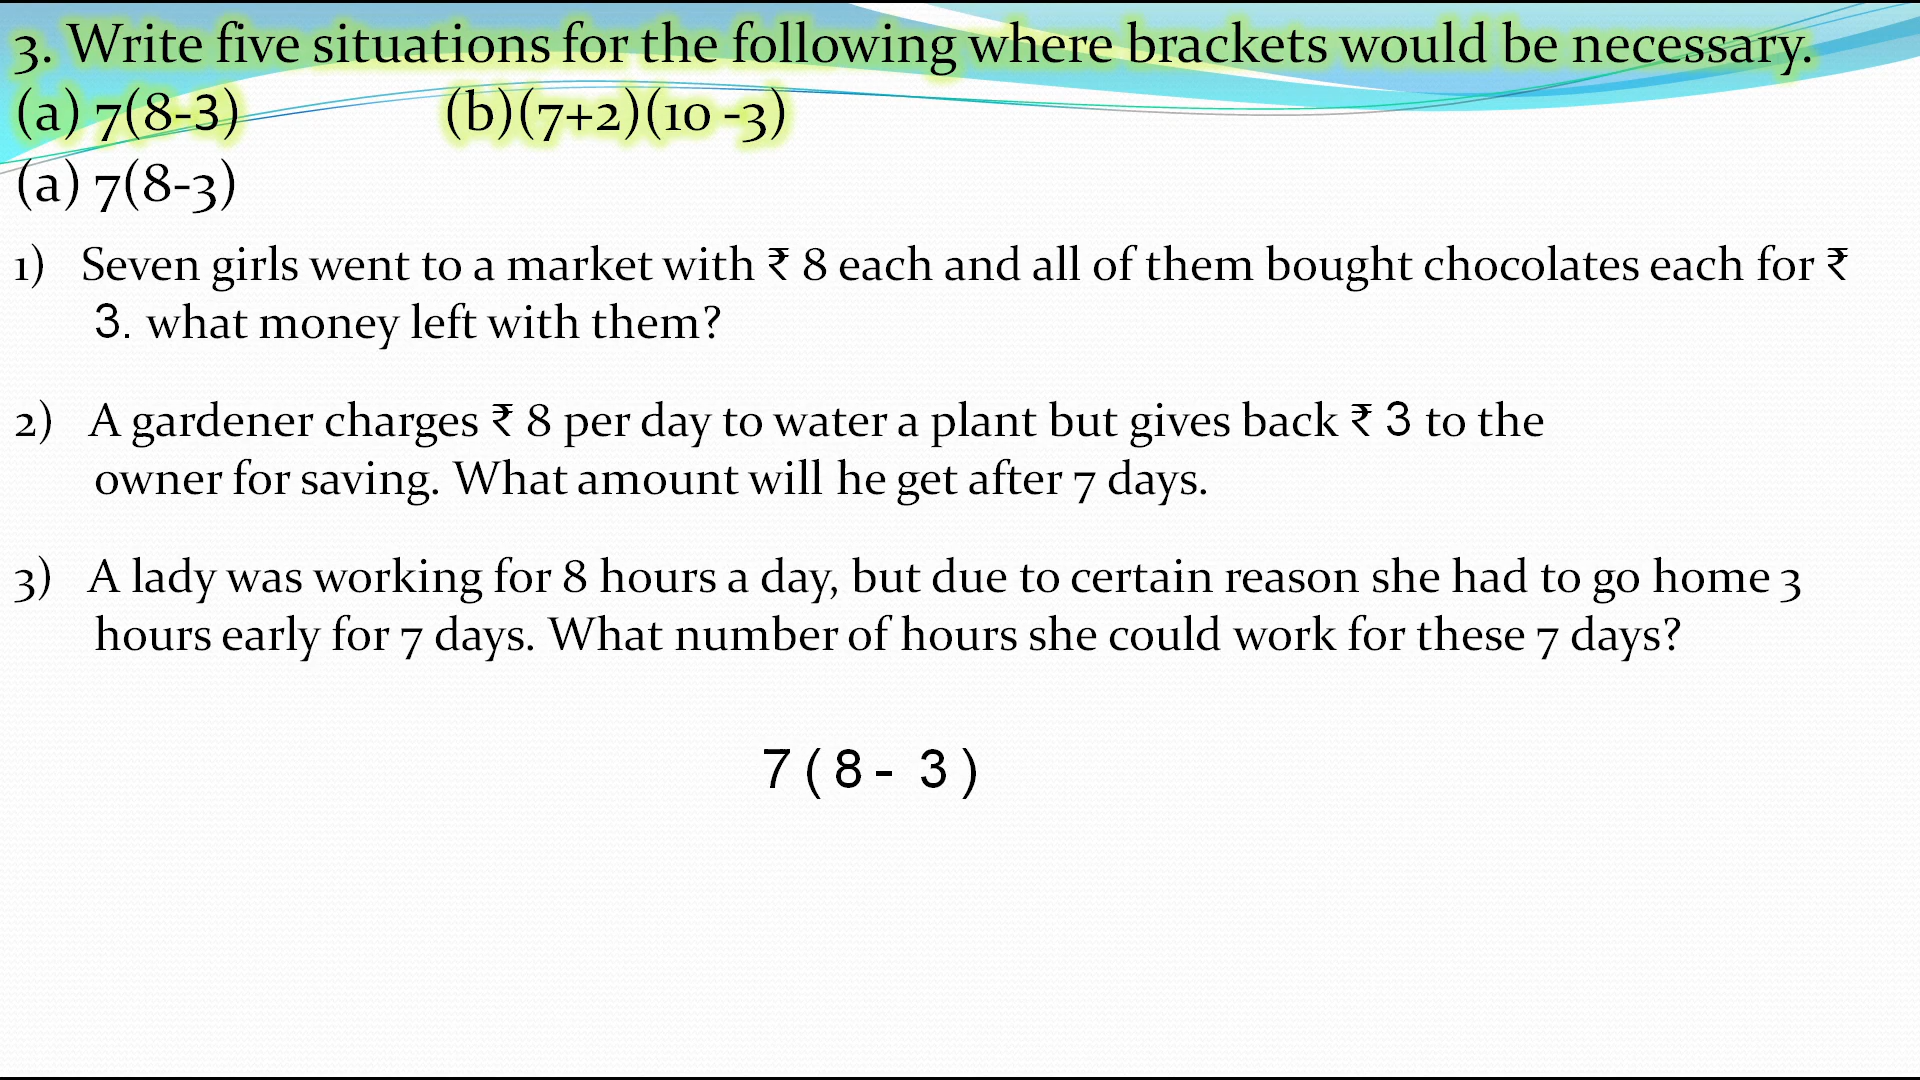 3. Write five situations for the following where brackets would be necessary.
(a) 7(8-3) (b)(7+2)(10 -3)
(a) 7(8-3)
1) Seven girls went to a market with ₹ 8 each and all of them bought chocolates each for ₹
3. what money left with them?
2) A gardener charges ₹ 8 per day to water a plant but gives back ₹ 3 to the
owner for saving. What amount will he get after 7 days.
3) A lady was working for 8 hours a day, but due to certain reason she had to go home 3
hours early for 7 days. What number of hours she could work for these 7 days?
7 ( 8 - 3 )